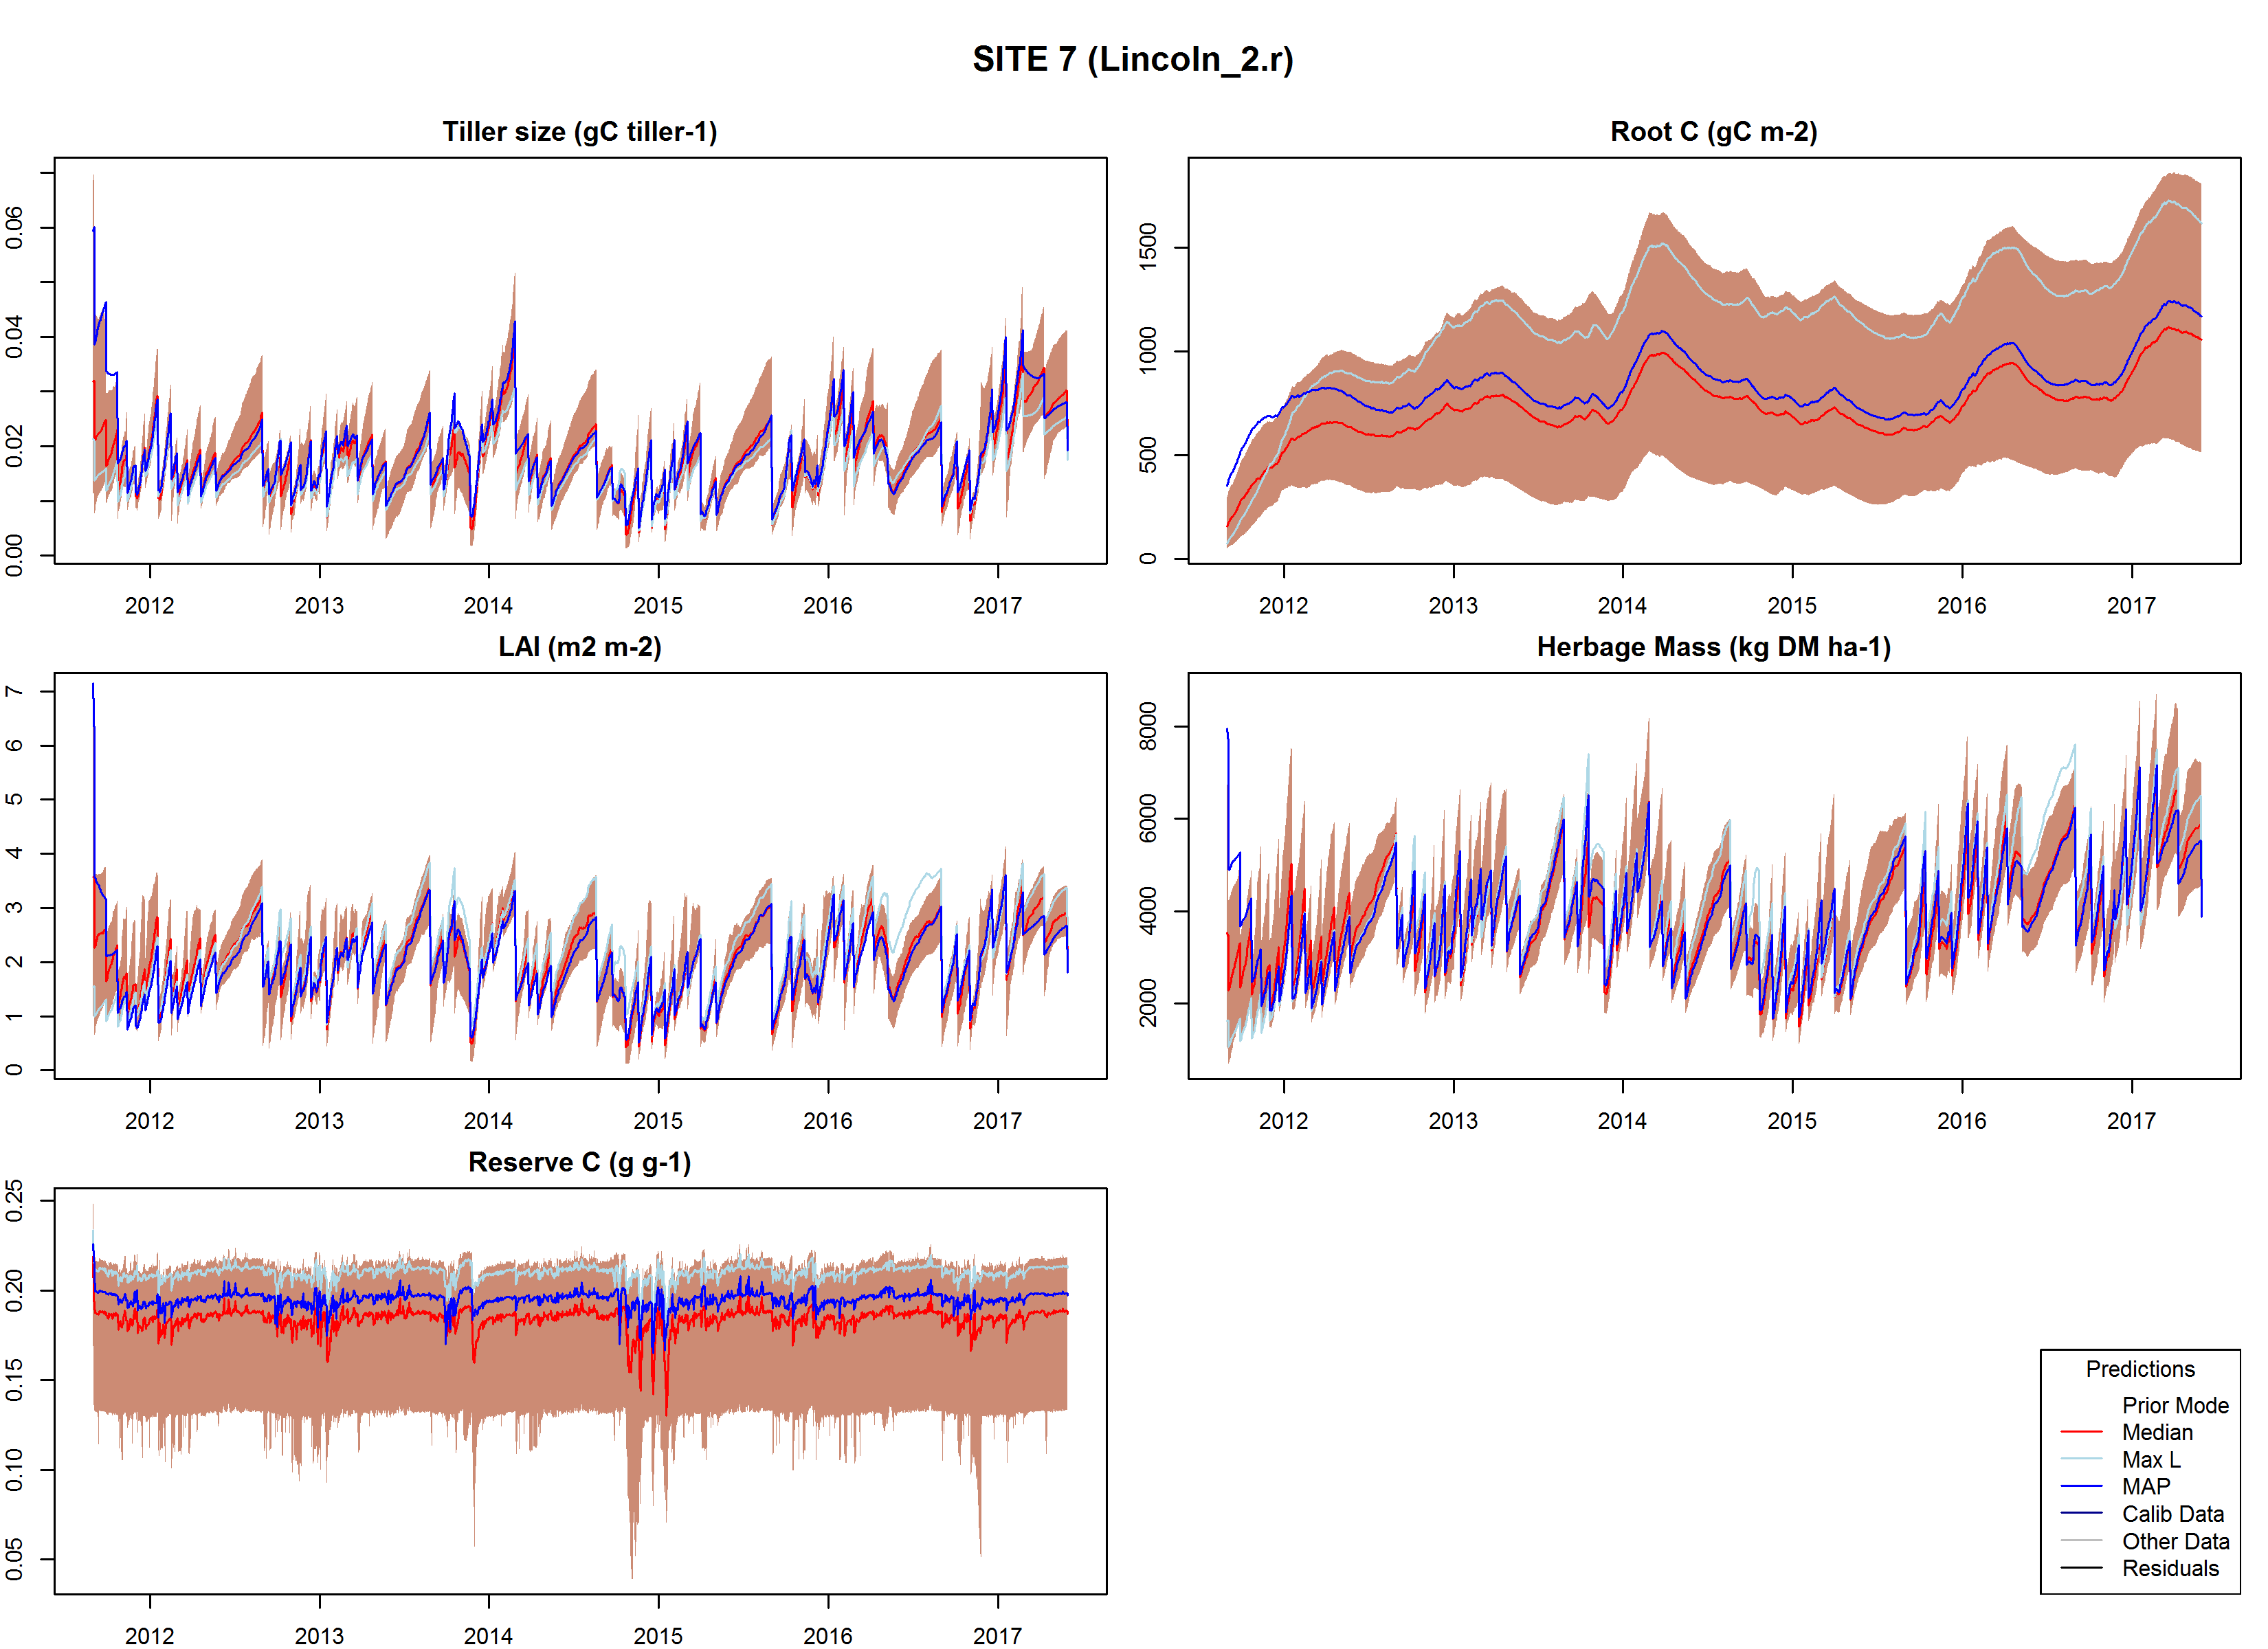 SITE 7 (Lincoln_2.r)
Tiller size (gC tiller-1)
0.00 0.02 0.04 0.06
2012 2013 2014 2015 2016 2017
Root C (gC m-2)
0 500 1000 1500
2012 2013 2014 2015 2016 2017
LAI (m2 m-2)
0 1 2 3 4 5 6 7
2012 2013 2014 2015 2016 2017
Herbage Mass (kg DM ha-1)
2000 4000 6000 8000
2012 2013 2014 2015 2016 2017
Reserve C (g g-1)
0.05 0.10 0.15 0.20 0.25
2012 2013 2014 2015 2016 2017
Predictions
Prior Mode
Median
Max L
MAP
Calib Data
Other Data
Residuals